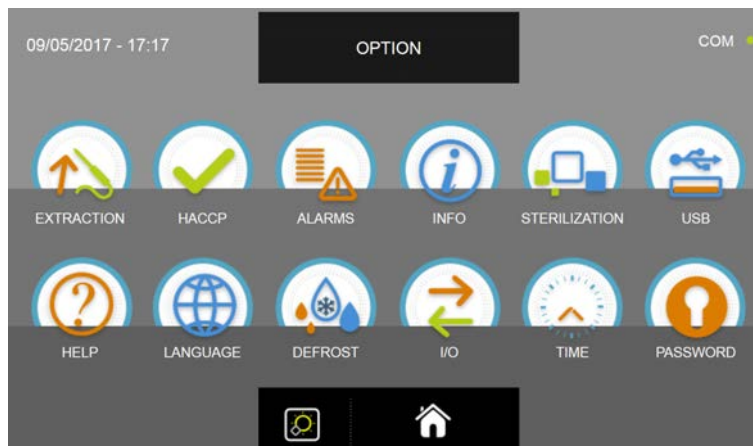 09/05/2017 - 17:17
OPTION
COM
EXTRACTION
HACCP
ALARMS
INFO
STERILIZATION
USB
HELP
LANGUAGE
DEFROST
I/O
TIME
PASSWORD